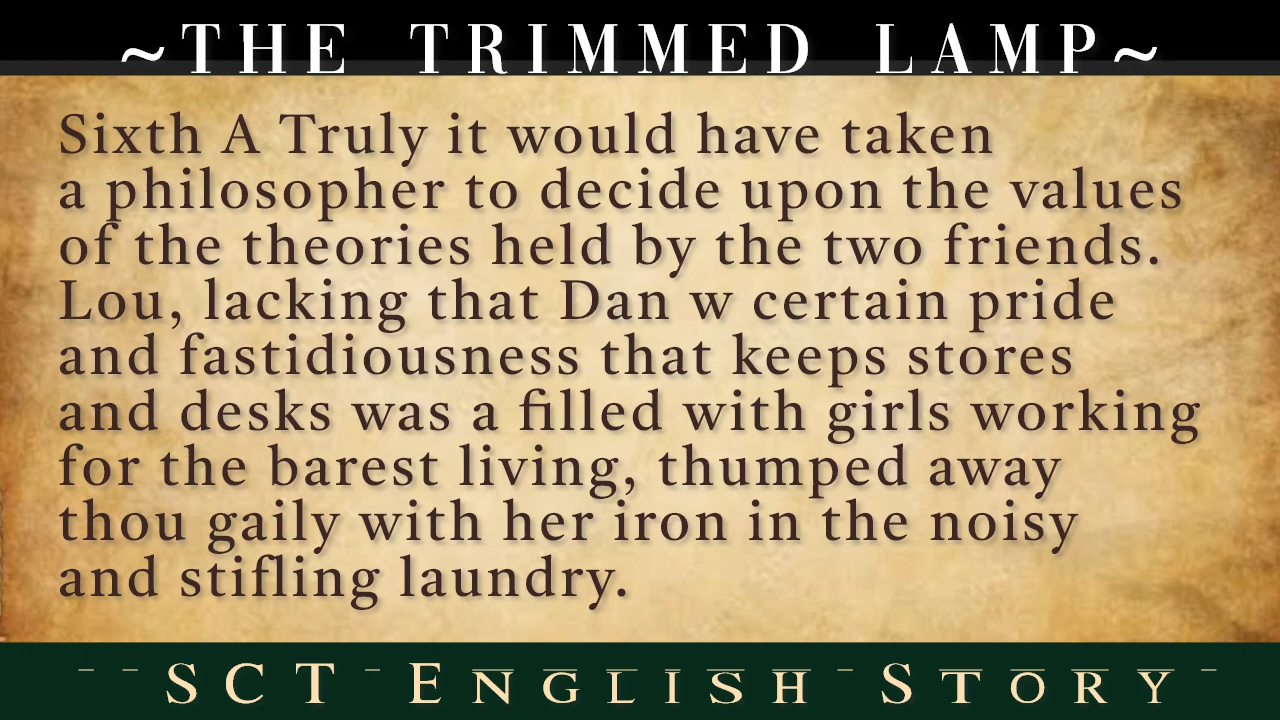 ~THE TRIMMED LAMP~
Sixth A Truly it would have taken
a philosopher to decide upon the values
of the theories held by the two friends.
Lou, lacking that Dan w certain pride
and fastidiousness that keeps stores
and desks was a filled with girls working
for the barest living, thumped away
thou gaily with her iron in the noisy
and stifling laundry.
SCT English Story